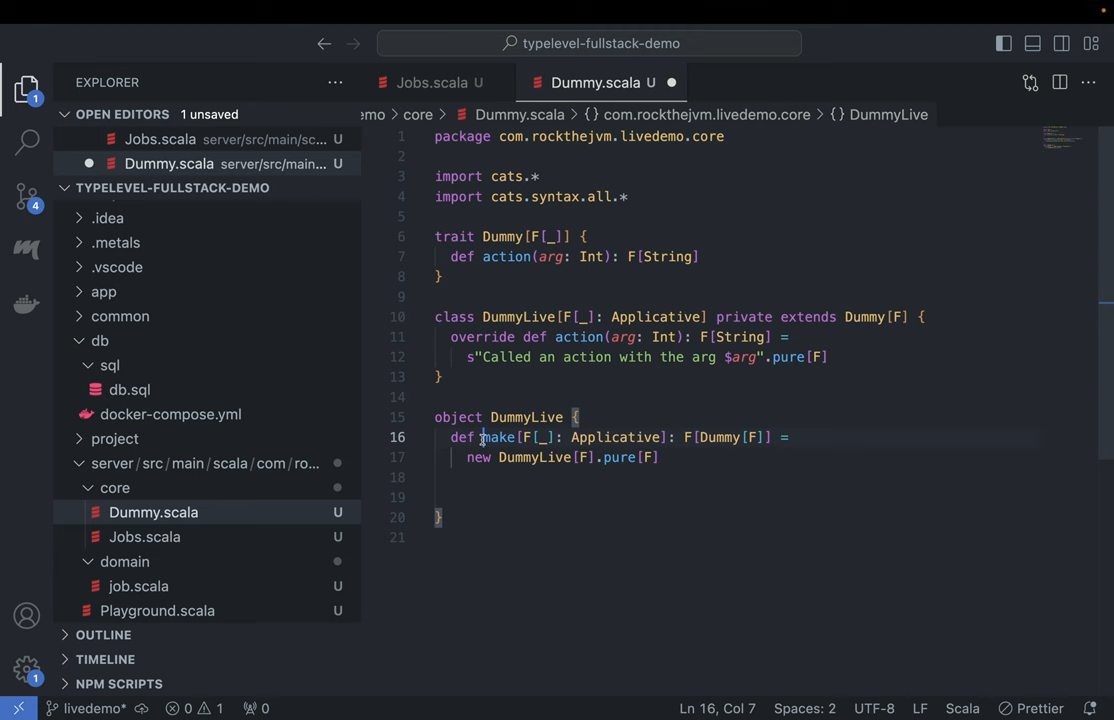 typelevel-fullstack-demo
1
EXPLORER
Jobs.scala U
Dummy.scala U
OPEN EDITORS 1 unsaved
emo > core > Dummy.scala > {} com.rockthejvm.livedemo.core > {} DummyLive
Jobs.scala server/src/main/sc... U
Dummy.scala server/src/main... U
TYPELEVEL-FULLSTACK-DEMO
4
.idea
.metals
.vscode
app
common
db
sql
db.sql
docker-compose.yml
project
server/src/main/scala/com/ro...
core
Dummy.scala U
Jobs.scala U
domain
job.scala U
Playground.scala U
OUTLINE
TIMELINE
NPM SCRIPTS
1
1 package com.rockthejvm.livedemo.core
2
3 import cats.*
4 import cats.syntax.all.*
5
6 trait Dummy[F[_]] {
7 def action(arg: Int): F[String]
8 }
9
10 class DummyLive[F[_]: Applicative] private extends Dummy[F] {
11 override def action(arg: Int): F[String] =
12 s"Called an action with the arg $arg".pure[F]
13 }
14
15 object DummyLive {
16 def make[F[_]: Applicative]: F[Dummy[F]] =
17 new DummyLive[F].pure[F]
18
19
20 }
21
livedemo* 0 1 0 Ln 16, Col 7 Spaces: 2 UTF-8 LF Scala Prettier